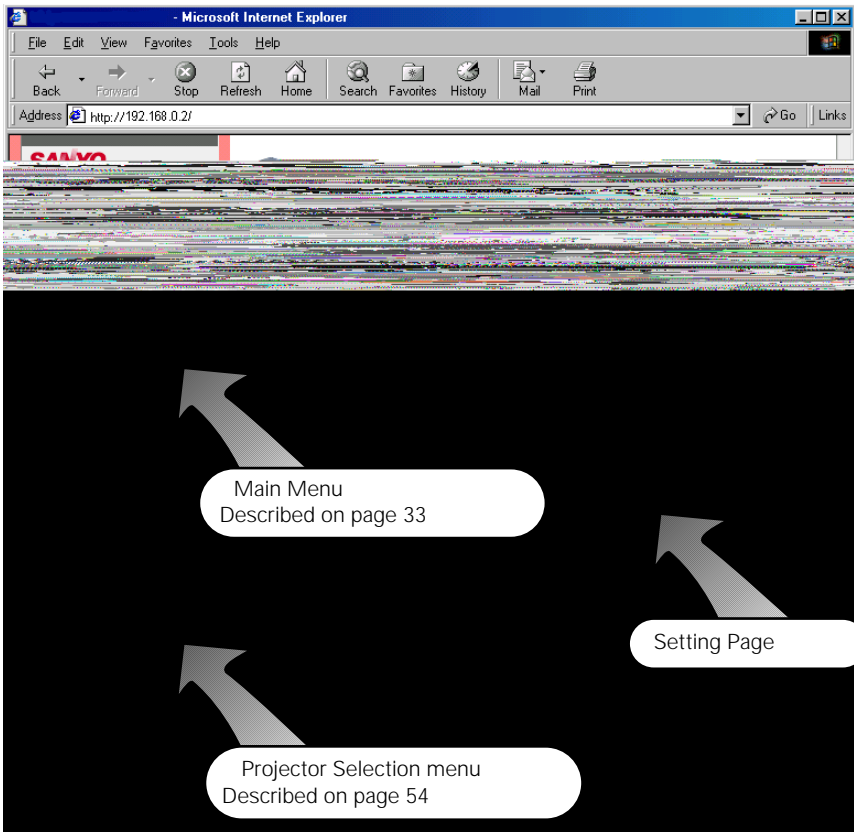 - Microsoft Internet Explorer
File Edit View Favorites Tools Help
Back Forward Stop Refresh Home Search Favorites History Mail Print
Address http://192.168.0.2/ Go Links
SANYO
Main Menu
Described on page 33
Setting Page
Projector Selection menu
Described on page 54